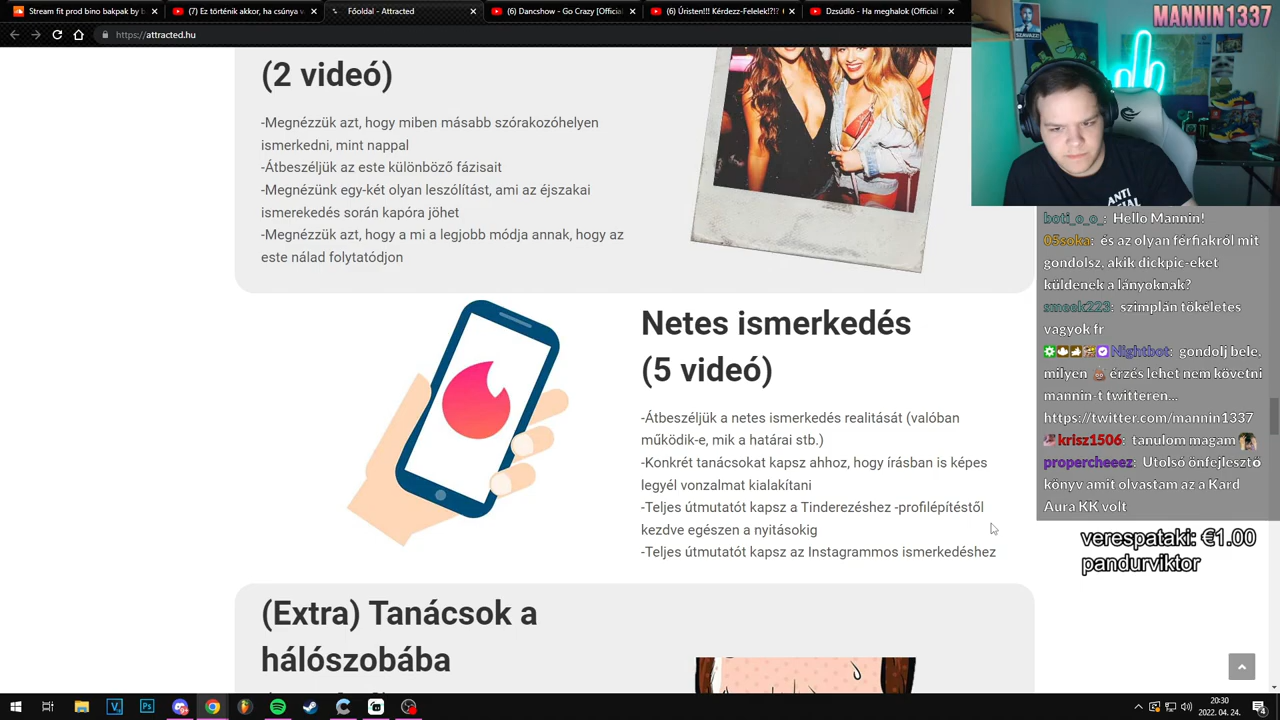 Stream fit prod bino bakpak by b
(7) Ez történik akkor, ha csúnya v
Főoldal - Attracted
(6) Dancshow - Go Crazy [Official
(6) Úristen!!! Kérdezz-Felelek!?!? 
Dzsúdló - Ha meghalok (Official
https://attracted.hu
MANNIN1337
SZAVAZZ!
(2 videó)
-Megnézzük azt, hogy miben másabb szórakozóhelyen
ismerkedni, mint nappal
-Átbeszéljük az este különböző fázisait
-Megnézünk egy-két olyan leszólítást, ami az éjszakai
ismerekedés során kapóra jöhet
-Megnézzük azt, hogy a mi a legjobb módja annak, hogy az
este nálad folytatódjon
Netes ismerkedés
(5 videó)
-Átbeszéljük a netes ismerkedés realitását (valóban
működik-e, mik a határai stb.)
-Konkrét tanácsokat kapsz ahhoz, hogy írásban is képes
legyél vonzalmat kialakítani
-Teljes útmutatót kapsz a Tinderezéshez -profilépítéstől
kezdve egészen a nyitásokig
-Teljes útmutatót kapsz az Instagrammos ismerkedéshez
(Extra) Tanácsok a
hálószobába
ANTI
boti_o_o_: Hello Mannin!
05soka: és az olyan férfiakról mit
gondolsz, akik dickpic-eket
küldenek a lányoknak?
smeek223: szimplán tökéletes
vagyok fr
Nightbot: gondolj bele,
milyen érzés lehet nem követni
mannin-t twitteren...
https://twitter.com/mannin1337
krisz1506: tanulom magam
propercheeez: Utolsó önfejlesztő
könyv amit olvastam az a Kard
Aura KK volt
verespataki: €1.00
pandurviktor
20:30
2022. 04. 24.
4